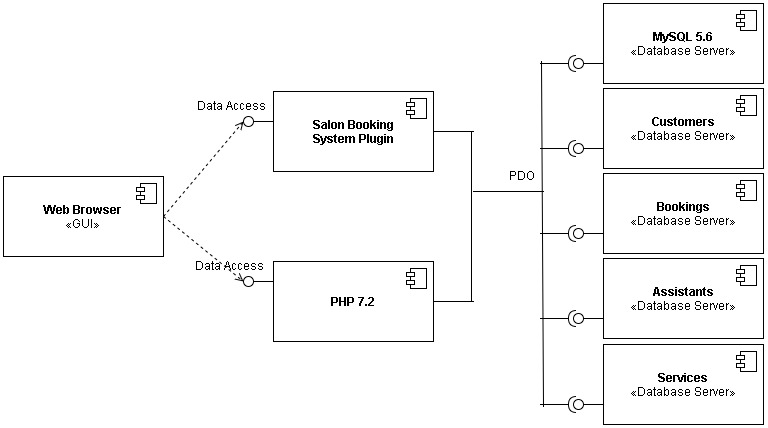 MySQL 5.6
«Database Server»
Data Access
Salon Booking
System Plugin
Customers
«Database Server»
PDO
Web Browser
«GUI»
Bookings
«Database Server»
Data Access
PHP 7.2
Assistants
«Database Server»
Services
«Database Server»